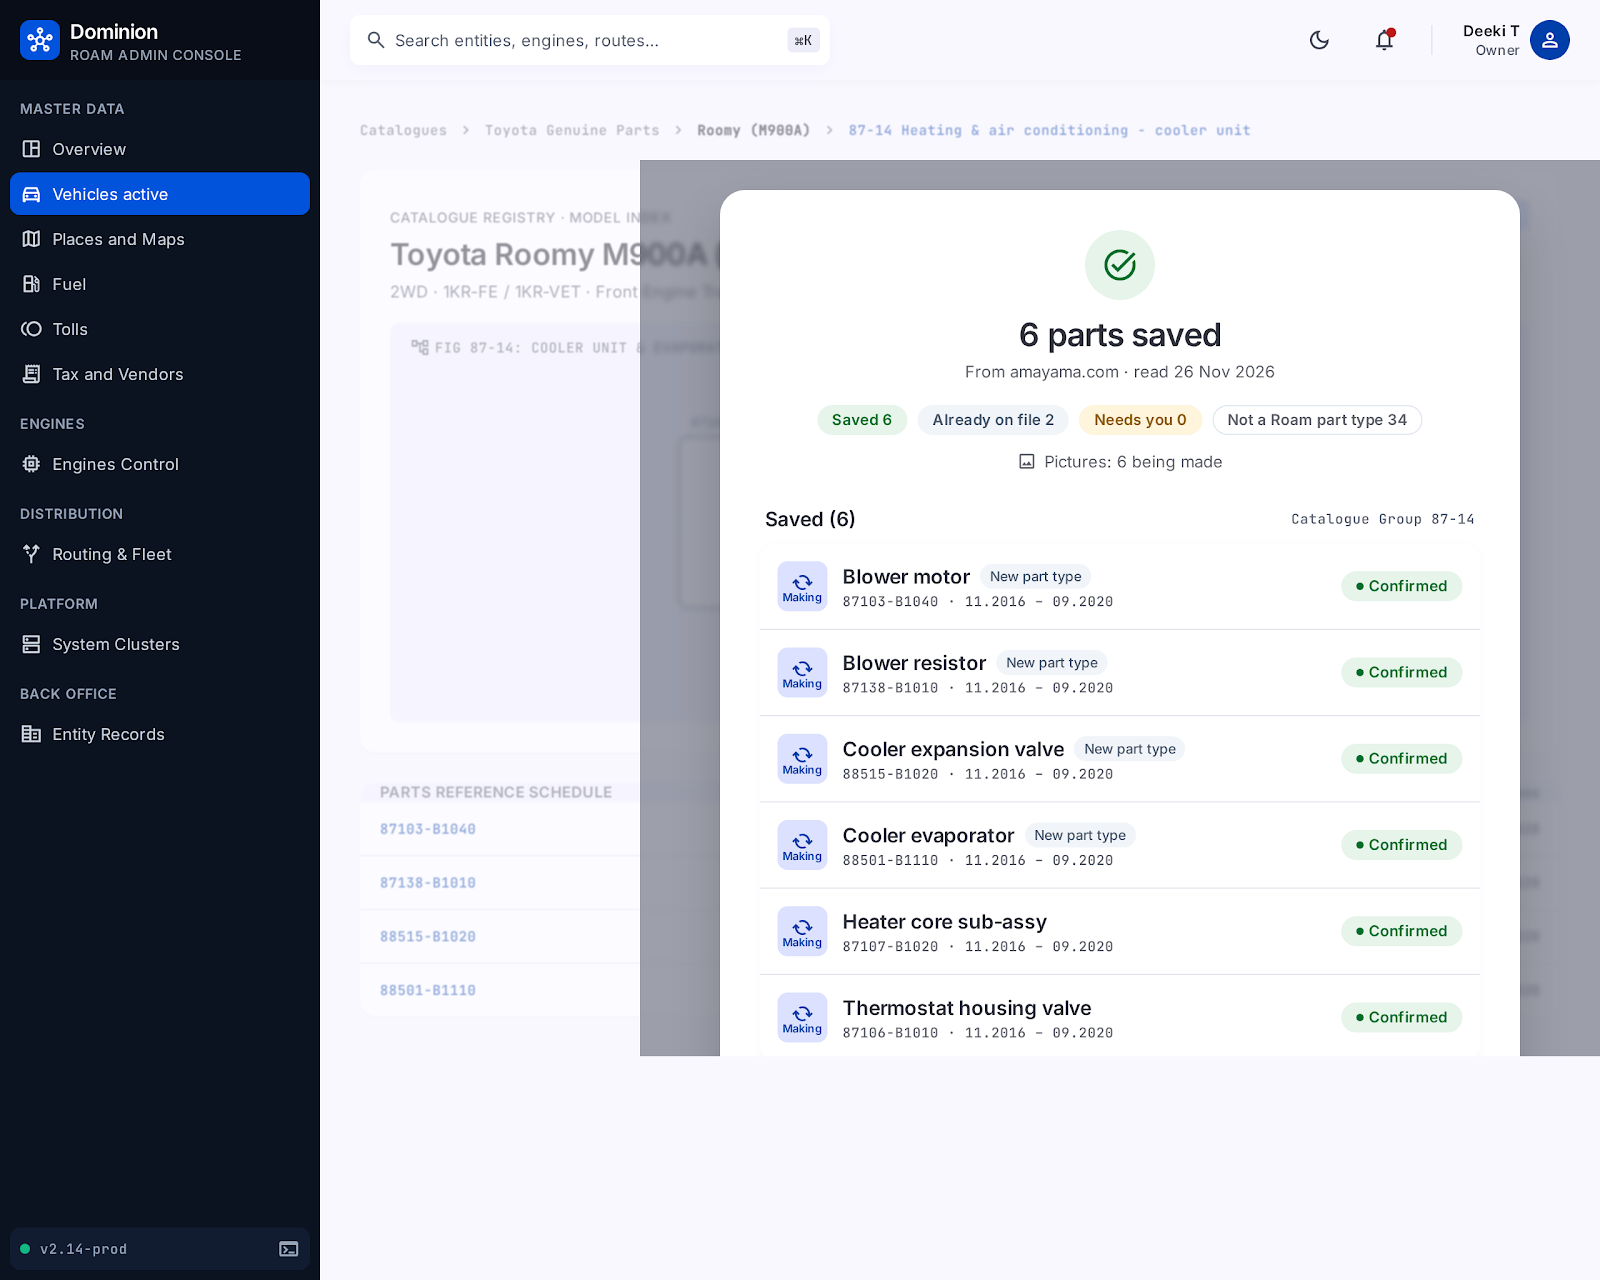 Dominion
ROAM ADMIN CONSOLE
MASTER DATA
Overview
Vehicles active
Places and Maps
Fuel
Tolls
Tax and Vendors
ENGINES
Engines Control
DISTRIBUTION
Routing & Fleet
PLATFORM
System Clusters
BACK OFFICE
Entity Records
v2.14-prod
Search entities, engines, routes... ⌘K
Deeki T
Owner
Catalogues > Toyota Genuine Parts > Roomy (M900A) > 87-14 Heating & air conditioning - cooler unit
CATALOGUE REGISTRY · MODEL INDEX
Toyota Roomy M900A
2WD · 1KR-FE / 1KR-VET · Front Engine
FIG 87-14: COOLER UNIT &
PARTS REFERENCE SCHEDULE
87103-B1040
87138-B1010
88515-B1020
88501-B1110
6 parts saved
From amayama.com · read 26 Nov 2026
Saved 6
Already on file 2
Needs you 0
Not a Roam part type 34
Pictures: 6 being made
Saved (6)
Catalogue Group 87-14
Making
Blower motor New part type
87103-B1040 · 11.2016 – 09.2020
Confirmed
Making
Blower resistor New part type
87138-B1010 · 11.2016 – 09.2020
Confirmed
Making
Cooler expansion valve New part type
88515-B1020 · 11.2016 – 09.2020
Confirmed
Making
Cooler evaporator New part type
88501-B1110 · 11.2016 – 09.2020
Confirmed
Making
Heater core sub-assy
87107-B1020 · 11.2016 – 09.2020
Confirmed
Making
Thermostat housing valve
87106-B1010 · 11.2016 – 09.2020
Confirmed